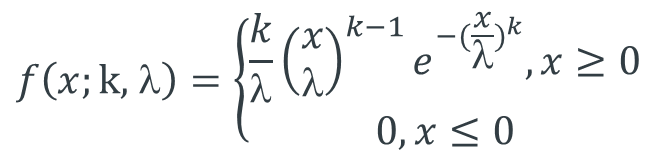 f(x; k, λ) = { k/λ (x/λ)^{k−1} e^{−(x/λ)^k}, x ≥ 0
0, x ≤ 0